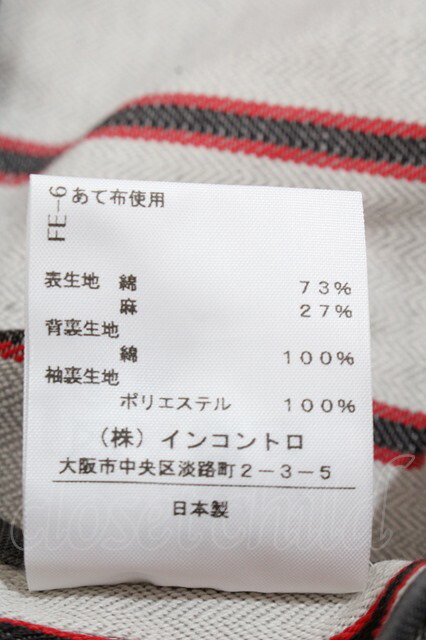 FE-6
あて布使用
表生地 綿 73%
麻 27%
背裏生地
綿 100%
袖裏生地
ポリエステル 100%
(株)インコントロ
大阪市中央区淡路町2-3-5
日本製
closet child